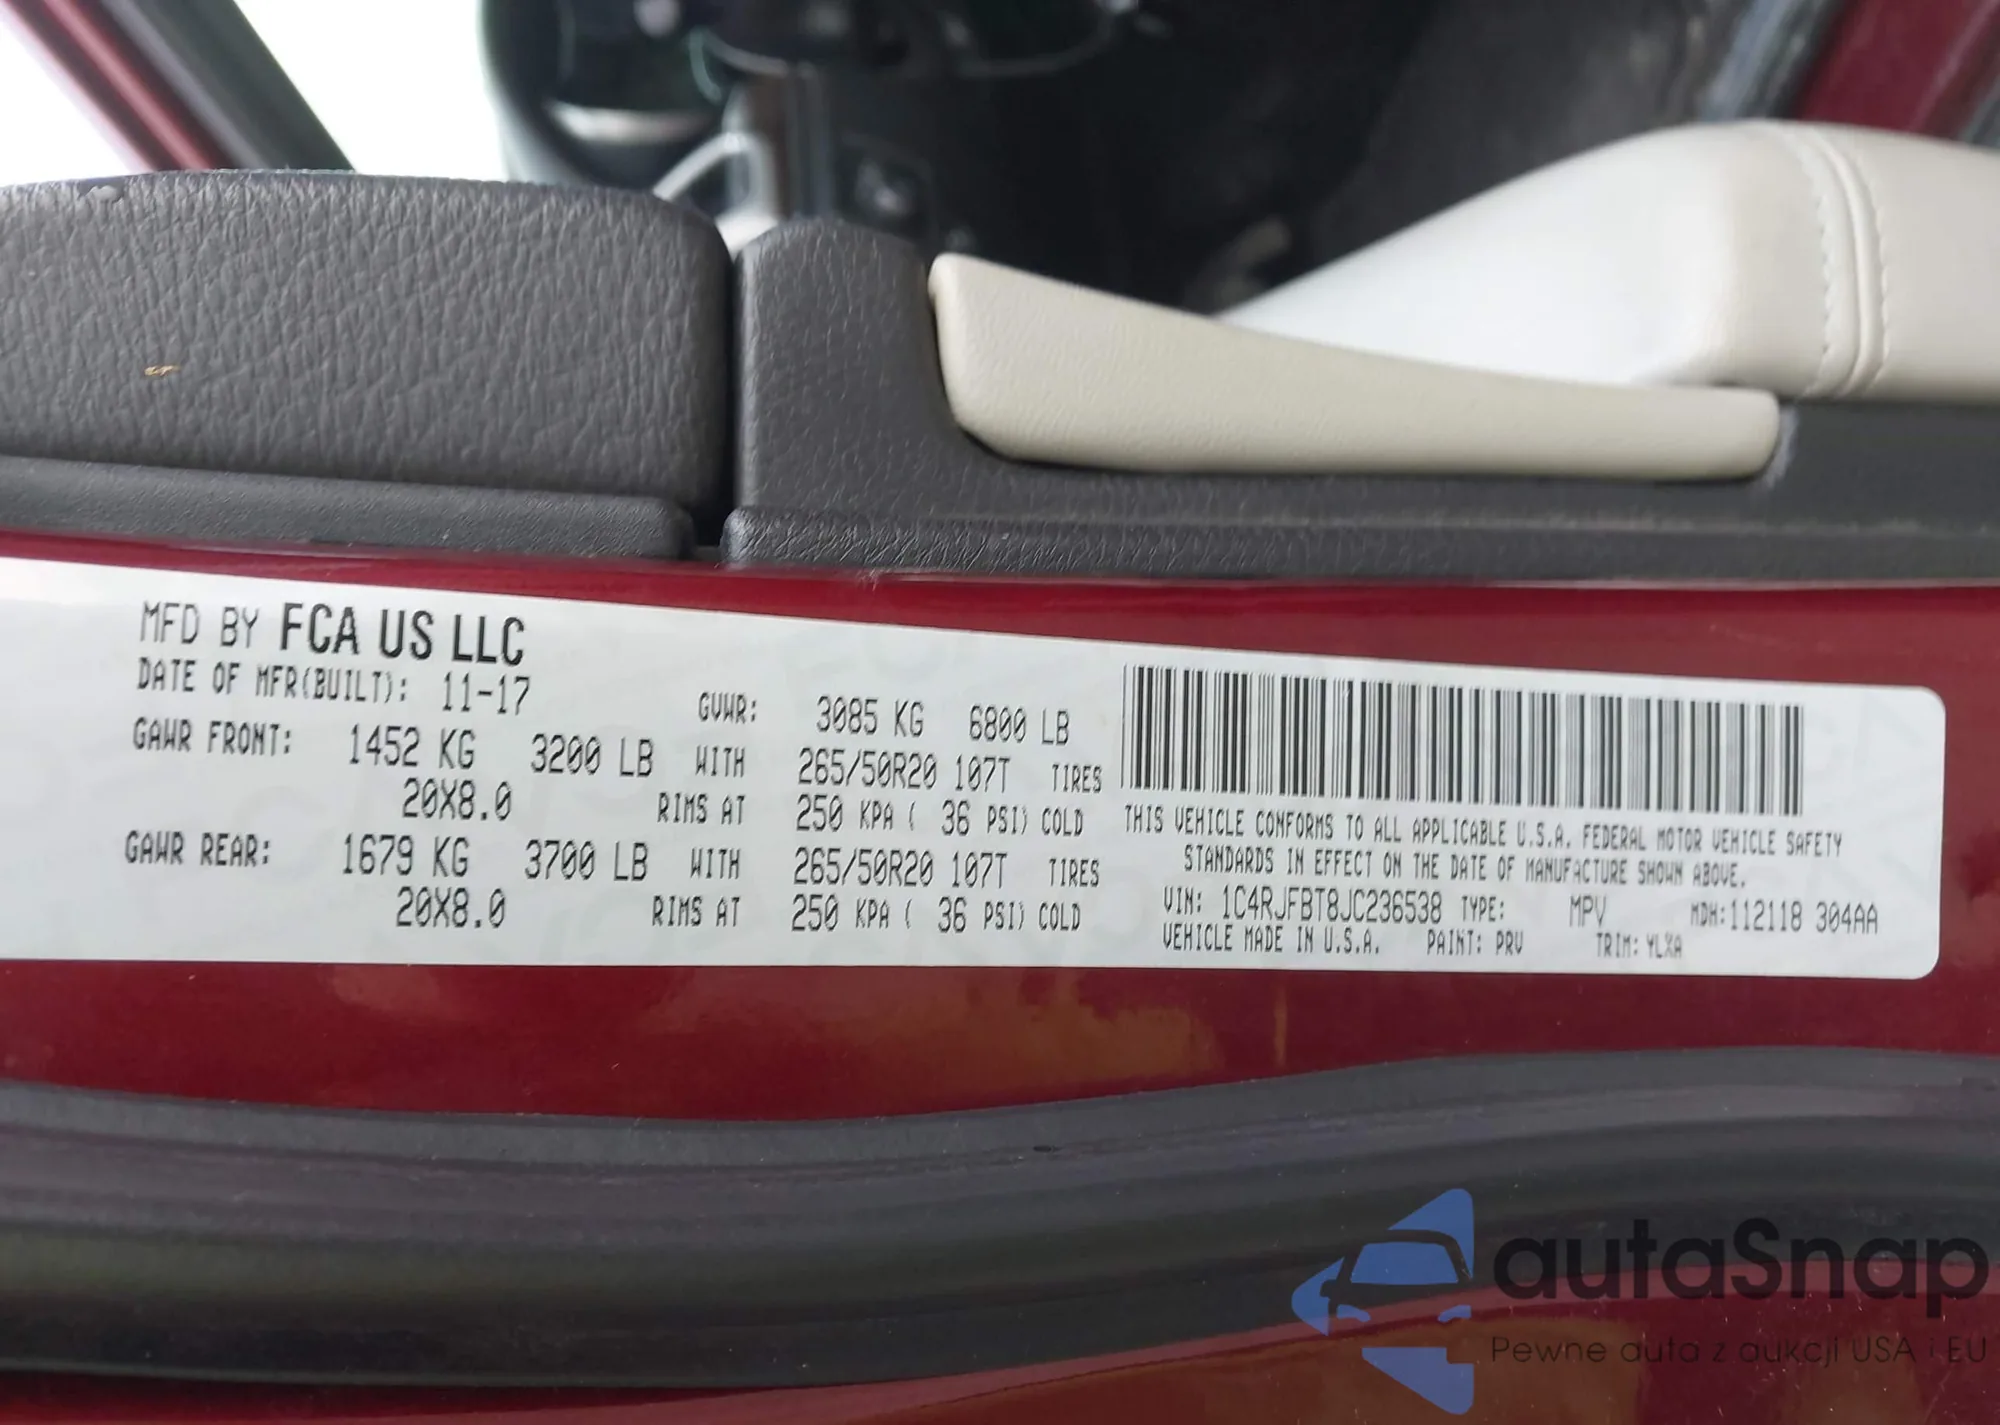 MFD BY FCA US LLC
DATE OF MFR(BUILT): 11-17 GVWR: 3085 KG 6800 LB
GAWR FRONT: 1452 KG 3200 LB WITH 265/50R20 107T TIRES
20X8.0 RIMS AT 250 KPA ( 36 PSI) COLD
GAWR REAR: 1679 KG 3700 LB WITH 265/50R20 107T TIRES
20X8.0 RIMS AT 250 KPA ( 36 PSI) COLD
THIS VEHICLE CONFORMS TO ALL APPLICABLE U.S.A. FEDERAL MOTOR VEHICLE SAFETY
STANDARDS IN EFFECT ON THE DATE OF MANUFACTURE SHOWN ABOVE.
VIN: 1C4RJFBT8JC236538 TYPE: MPV MDH:112118 304AA
VEHICLE MADE IN U.S.A. PAINT: PRV TRIM: YLXA
autaSnap
Pewne auta z aukcji USA i EU